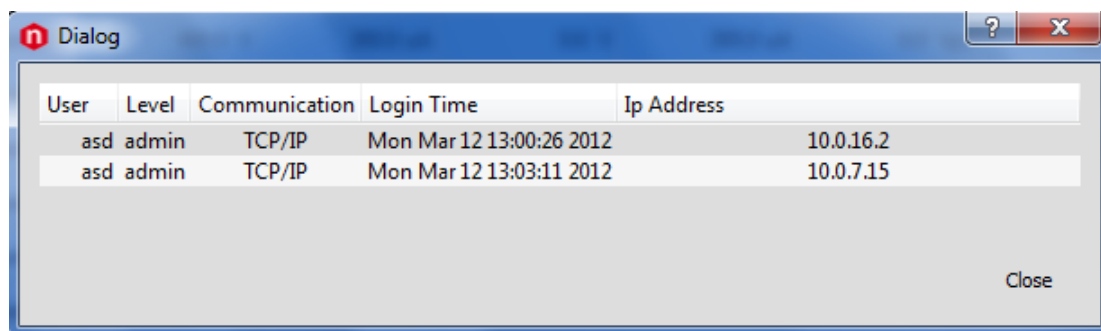 n Dialog ? X
User Level Communication Login Time Ip Address
asd admin TCP/IP Mon Mar 12 13:00:26 2012 10.0.16.2
asd admin TCP/IP Mon Mar 12 13:03:11 2012 10.0.7.15
Close